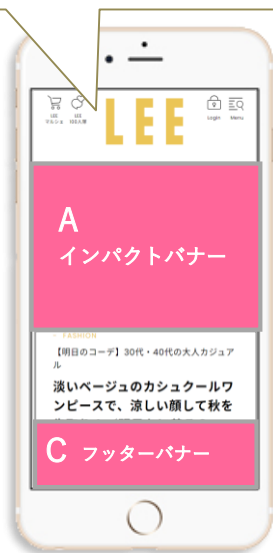 LEE
マルシェ
LEE
100人隊
LEE
Login
Menu
A
インパクトバナー
FASHION
【明日のコーデ】30代・40代の大人カジュア
ル
淡いベージュのカシュクールワ
ンピースで、涼しい顔して秋を
C フッターバナー